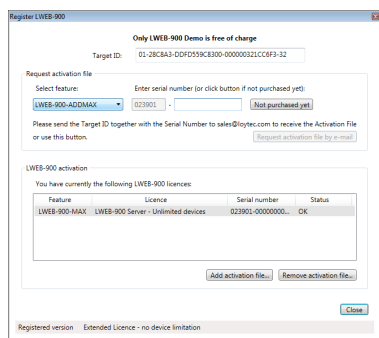 Register LWEB-900
Only LWEB-900 Demo is free of charge
Target ID: 01-28C8A3-DDFD559C8300-000000321CC6F3-32
Request activation file
Select feature: Enter serial number (or click button if not purchased yet):
LWEB-900-ADDMAX 023901 - Not purchased yet
Please send the Target ID together with the Serial Number to sales@loytec.com to receive the Activation File
or use this button. Request activation file by e-mail
LWEB-900 activation
You have currently the following LWEB-900 licences:
Feature Licence Serial number Status
LWEB-900-MAX LWEB-900 Server - Unlimited devices 023901-00000000... OK
Add activation file... Remove activation file...
Close
Registered version Extended Licence - no device limitation